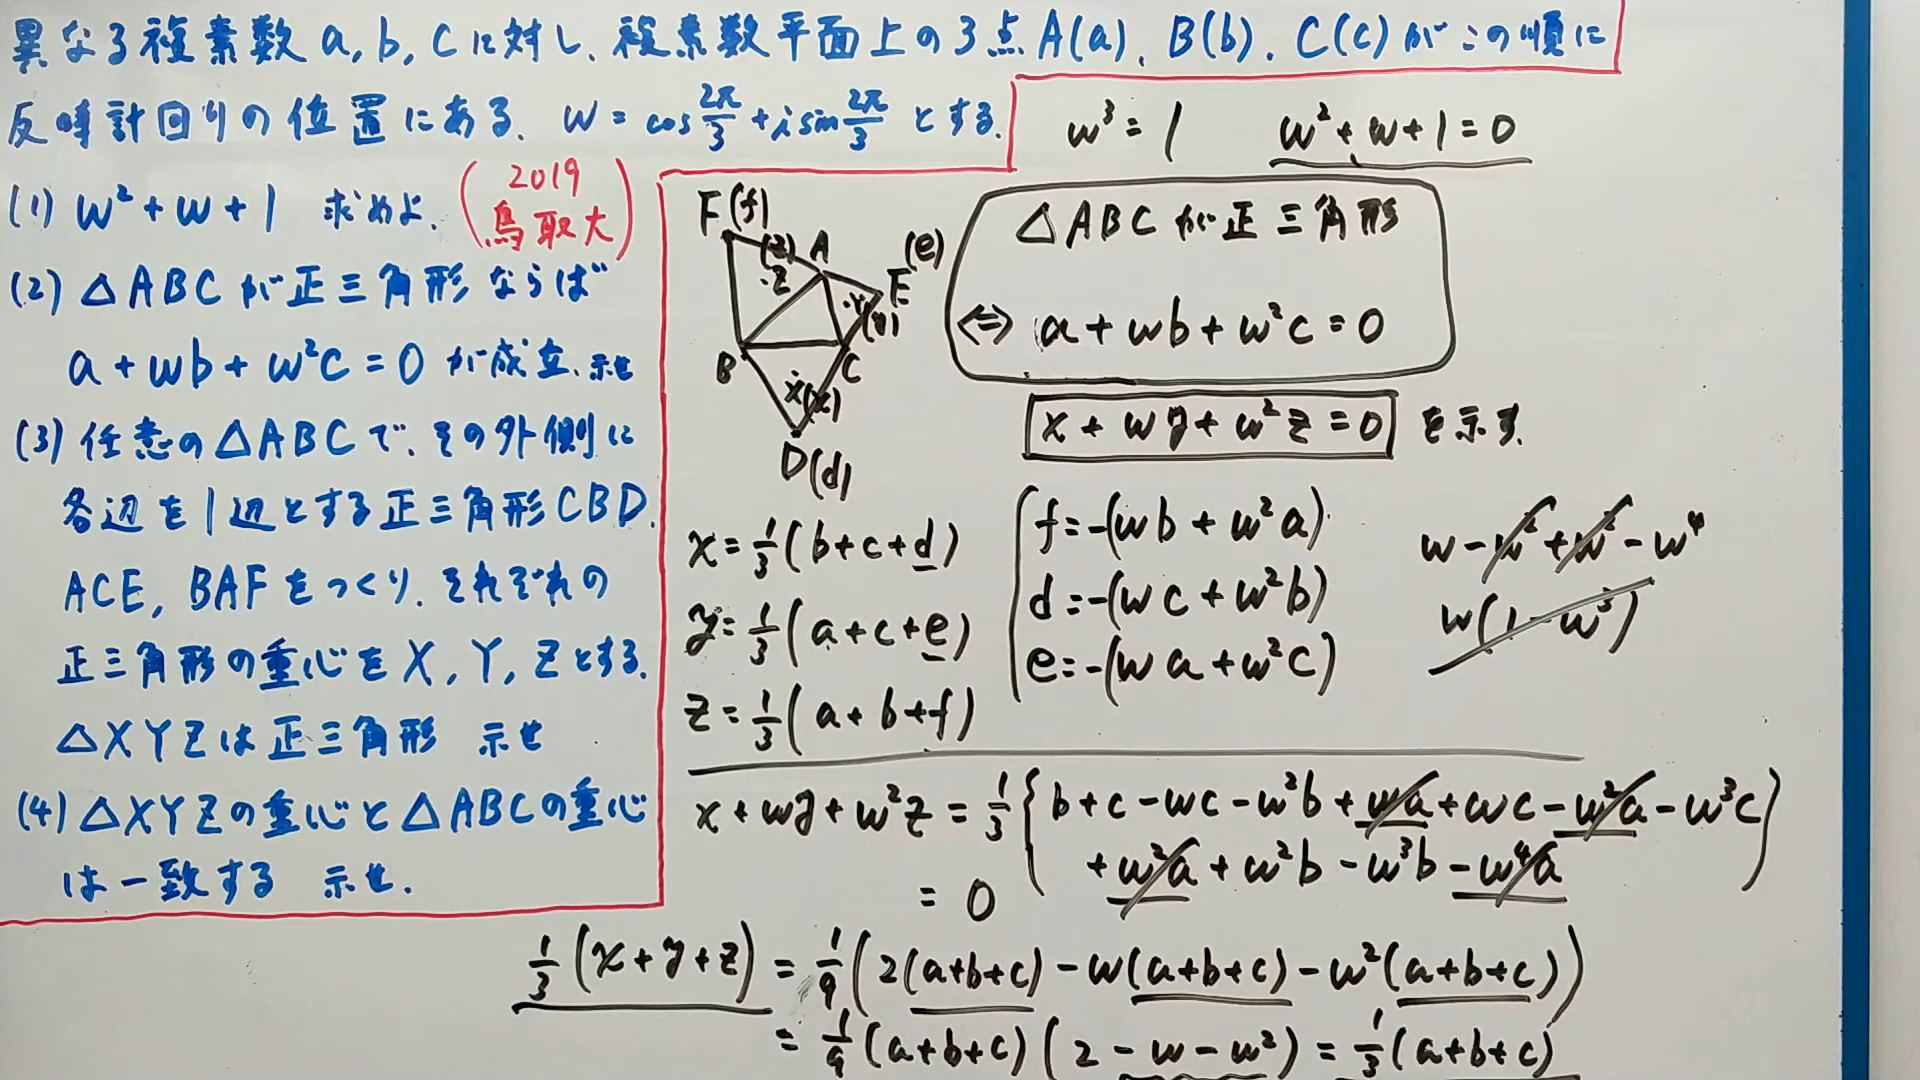 異なる複素数a, b, cに対し、複素数平面上の3点A(a), B(b), C(c)がこの順に
反時計回りの位置にある。 w = cos 2π/3 + i sin 2π/3 とする。
(1) w²+w+1 求めよ. (2019 鳥取大)
(2) △ABCが正三角形ならば
a+wb+w²c=0 が成立、示せ
(3) 任意の△ABCで、その外側に
各辺を1辺とする正三角形CBD,
ACE, BAFをつくり、それぞれの
正三角形の重心をX, Y, Zとする.
△XYZは正三角形 示せ
(4) △XYZの重心と△ABCの重心
は一致する 示せ.
w³=1 w²+w+1=0
F(f)
(z)
A
(e)
·z
E
·y
(y)
B
C
x(x)
D(d)
△ABCが正三角形
⇔ a+wb+w²c=0
x+wy+w²z=0 を示す.
x=1/3(b+c+d)
y=1/3(a+c+e)
z=1/3(a+b+f)
f=-(wb+w²a)
d=-(wc+w²b)
e=-(wa+w²c)
w-w²+w²-w⁴
w(1-w³)
x+wy+w²z=1/3{b+c-wc-w²b+wa+wc-w²a-w³c
+w²a+w²b-w³b-w⁴a}
=0
1/3(x+y+z)=1/9(2(a+b+c)-w(a+b+c)-w²(a+b+c))
=1/9(a+b+c)(2-w-w²)=1/3(a+b+c)